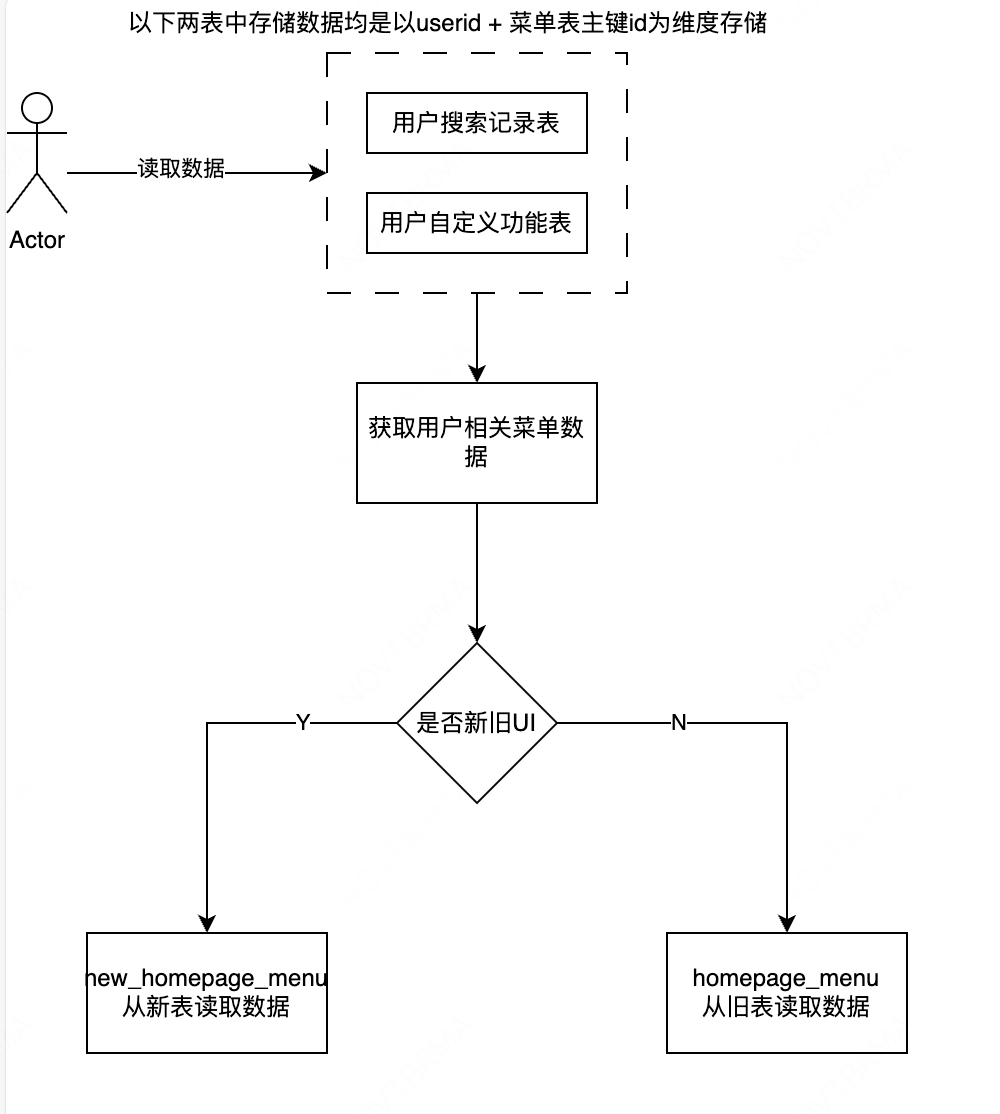 以下两表中存储数据均是以userid + 菜单表主键id为维度存储
用户搜索记录表
读取数据
用户自定义功能表
Actor
获取用户相关菜单数
据
是否新旧UI
Y
N
new_homepage_menu
从新表读取数据
homepage_menu
从旧表读取数据